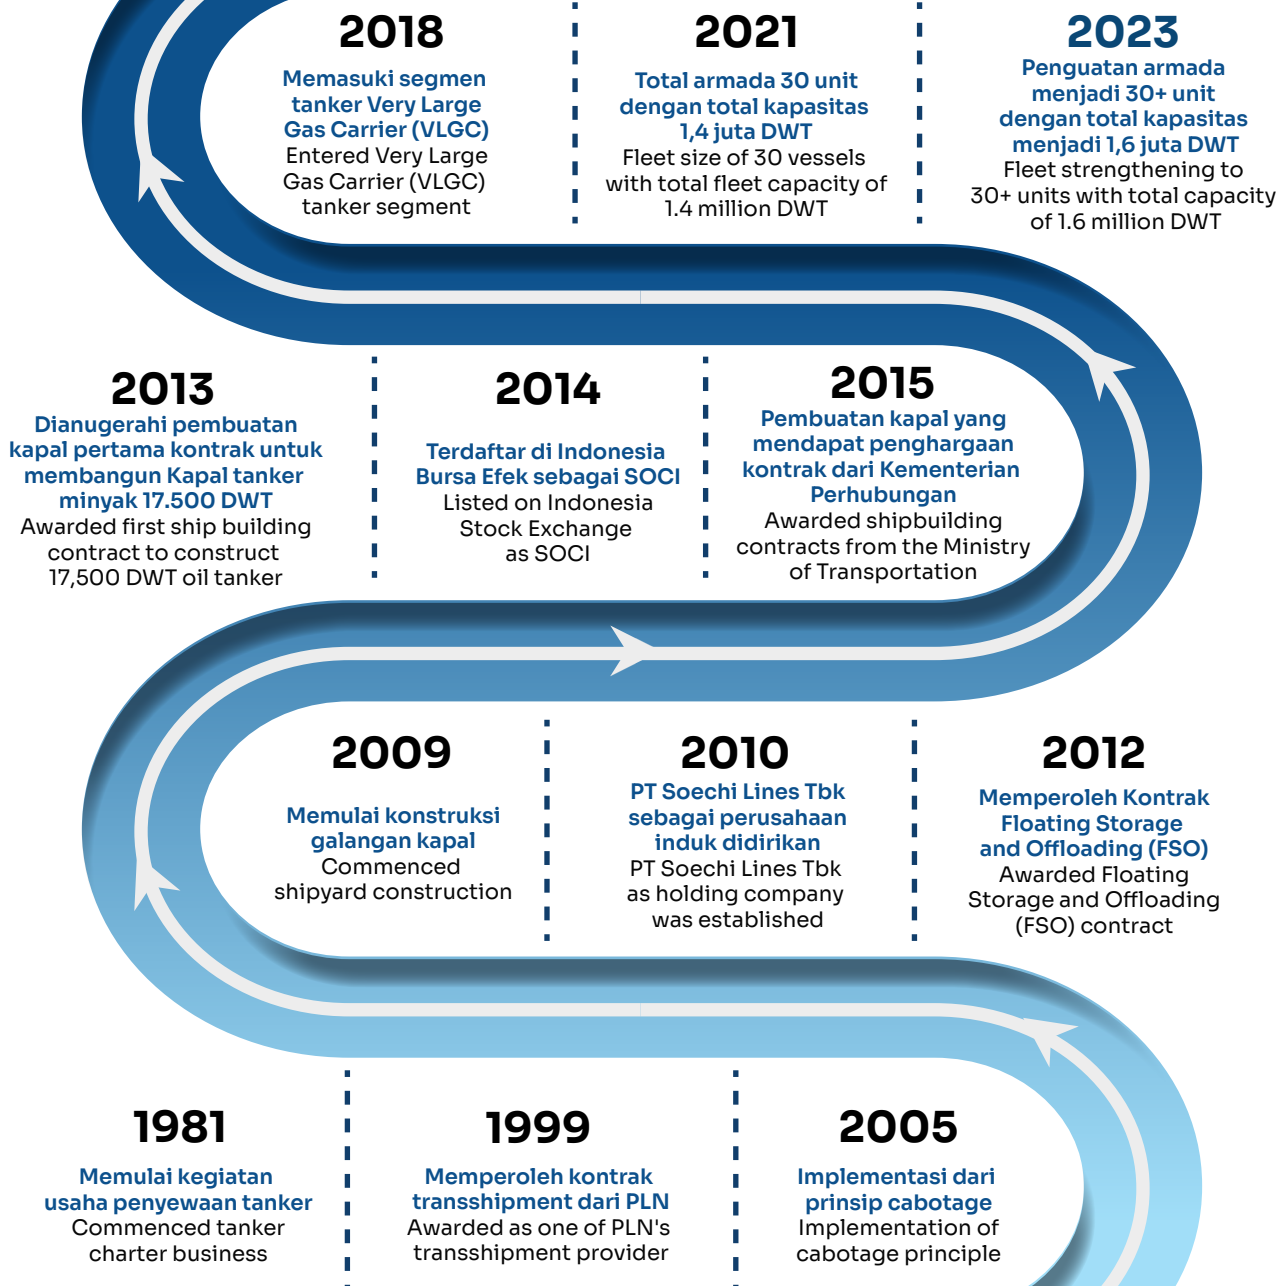 2018
Memasuki segmen
tanker Very Large
Gas Carrier (VLGC)
Entered Very Large
Gas Carrier (VLGC)
tanker segment
2021
Total armada 30 unit
dengan total kapasitas
1,4 juta DWT
Fleet size of 30 vessels
with total fleet capacity of
1.4 million DWT
2023
Penguatan armada
menjadi 30+ unit
dengan total kapasitas
menjadi 1,6 juta DWT
Fleet strengthening to
30+ units with total capacity
of 1.6 million DWT
2013
Dianugerahi pembuatan
kapal pertama kontrak untuk
membangun Kapal tanker
minyak 17.500 DWT
Awarded first ship building
contract to construct
17,500 DWT oil tanker
2014
Terdaftar di Indonesia
Bursa Efek sebagai SOCI
Listed on Indonesia
Stock Exchange
as SOCI
2015
Pembuatan kapal yang
mendapat penghargaan
kontrak dari Kementerian
Perhubungan
Awarded shipbuilding
contracts from the Ministry
of Transportation
2009
Memulai konstruksi
galangan kapal
Commenced
shipyard construction
2010
PT Soechi Lines Tbk
sebagai perusahaan
induk didirikan
PT Soechi Lines Tbk
as holding company
was established
2012
Memperoleh Kontrak
Floating Storage
and Offloading (FSO)
Awarded Floating
Storage and Offloading
(FSO) contract
1981
Memulai kegiatan
usaha penyewaan tanker
Commenced tanker
charter business
1999
Memperoleh kontrak
transshipment dari PLN
Awarded as one of PLN's
transshipment provider
2005
Implementasi dari
prinsip cabotage
Implementation of
cabotage principle